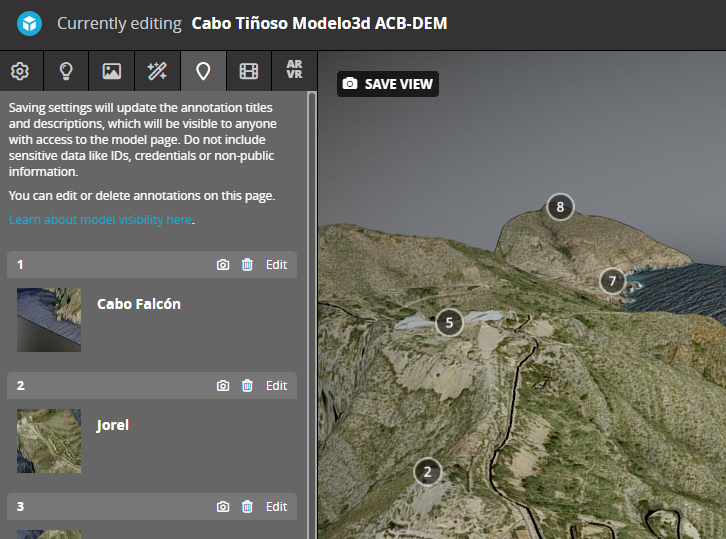 Currently editing Cabo Tiñoso Modelo3d ACB-DEM
AR
VR
Saving settings will update the annotation titles
and descriptions, which will be visible to anyone
with access to the model page. Do not include
sensitive data like IDs, credentials or non-public
information.
You can edit or delete annotations on this page.
Learn about model visibility here.
1 Edit
Cabo Falcón
2 Edit
Jorel
3 Edit
SAVE VIEW
8
7
5
2